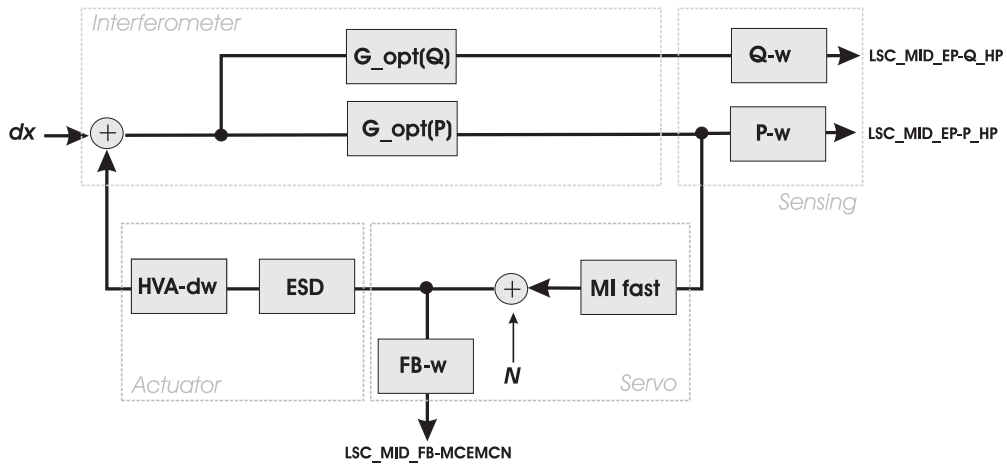 Interferometer
G_opt(Q)
Q-w
LSC_MID_EP-Q_HP
dx
+
G_opt(P)
P-w
LSC_MID_EP-P_HP
Sensing
HVA-dw
ESD
+
MI fast
FB-w
N
Actuator
Servo
LSC_MID_FB-MCEMCN